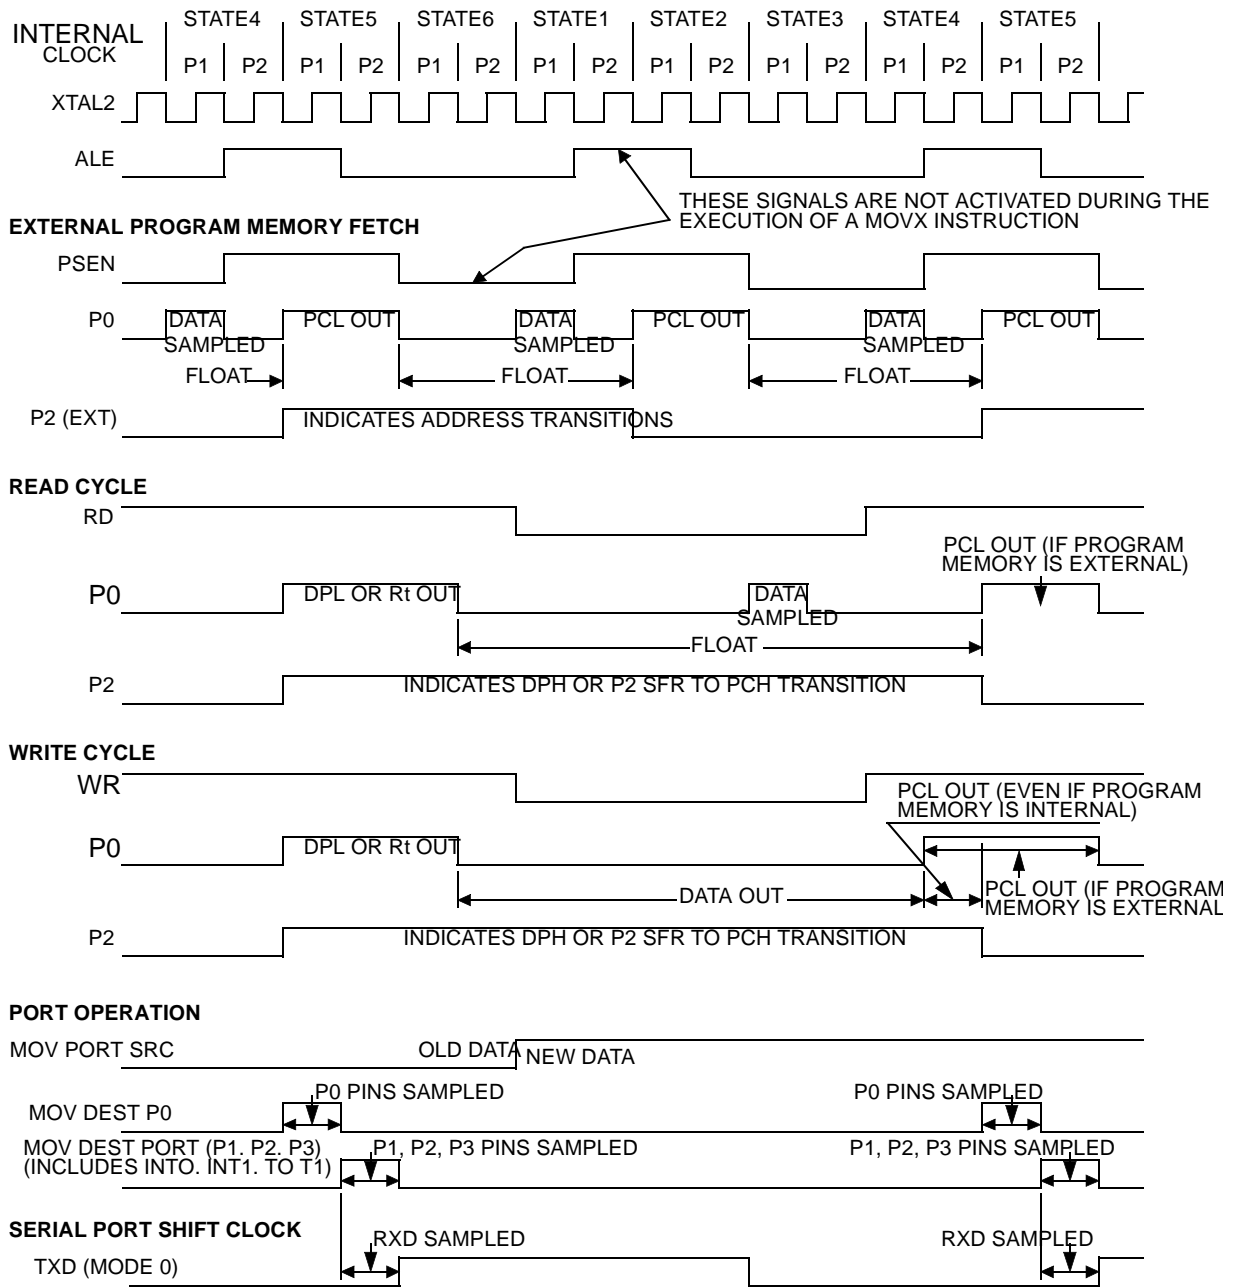 STATE4 STATE5 STATE6 STATE1 STATE2 STATE3 STATE4 STATE5
INTERNAL
CLOCK
P1 P2 P1 P2 P1 P2 P1 P2 P1 P2 P1 P2 P1 P2 P1 P2
XTAL2
ALE
THESE SIGNALS ARE NOT ACTIVATED DURING THE
EXECUTION OF A MOVX INSTRUCTION
EXTERNAL PROGRAM MEMORY FETCH
PSEN
P0 DATA PCL OUT DATA PCL OUT DATA PCL OUT
SAMPLED SAMPLED SAMPLED
FLOAT FLOAT FLOAT
P2 (EXT) INDICATES ADDRESS TRANSITIONS
READ CYCLE
RD
PCL OUT (IF PROGRAM
MEMORY IS EXTERNAL)
P0 DPL OR Rt OUT DATA
SAMPLED
FLOAT
P2 INDICATES DPH OR P2 SFR TO PCH TRANSITION
WRITE CYCLE
WR
PCL OUT (EVEN IF PROGRAM
MEMORY IS INTERNAL)
P0 DPL OR Rt OUT
DATA OUT
PCL OUT (IF PROGRAM
MEMORY IS EXTERNAL
P2 INDICATES DPH OR P2 SFR TO PCH TRANSITION
PORT OPERATION
MOV PORT SRC OLD DATA NEW DATA
P0 PINS SAMPLED P0 PINS SAMPLED
MOV DEST P0
MOV DEST PORT (P1. P2. P3) P1, P2, P3 PINS SAMPLED P1, P2, P3 PINS SAMPLED
(INCLUDES INTO. INT1. TO T1)
SERIAL PORT SHIFT CLOCK
RXD SAMPLED RXD SAMPLED
TXD (MODE 0)